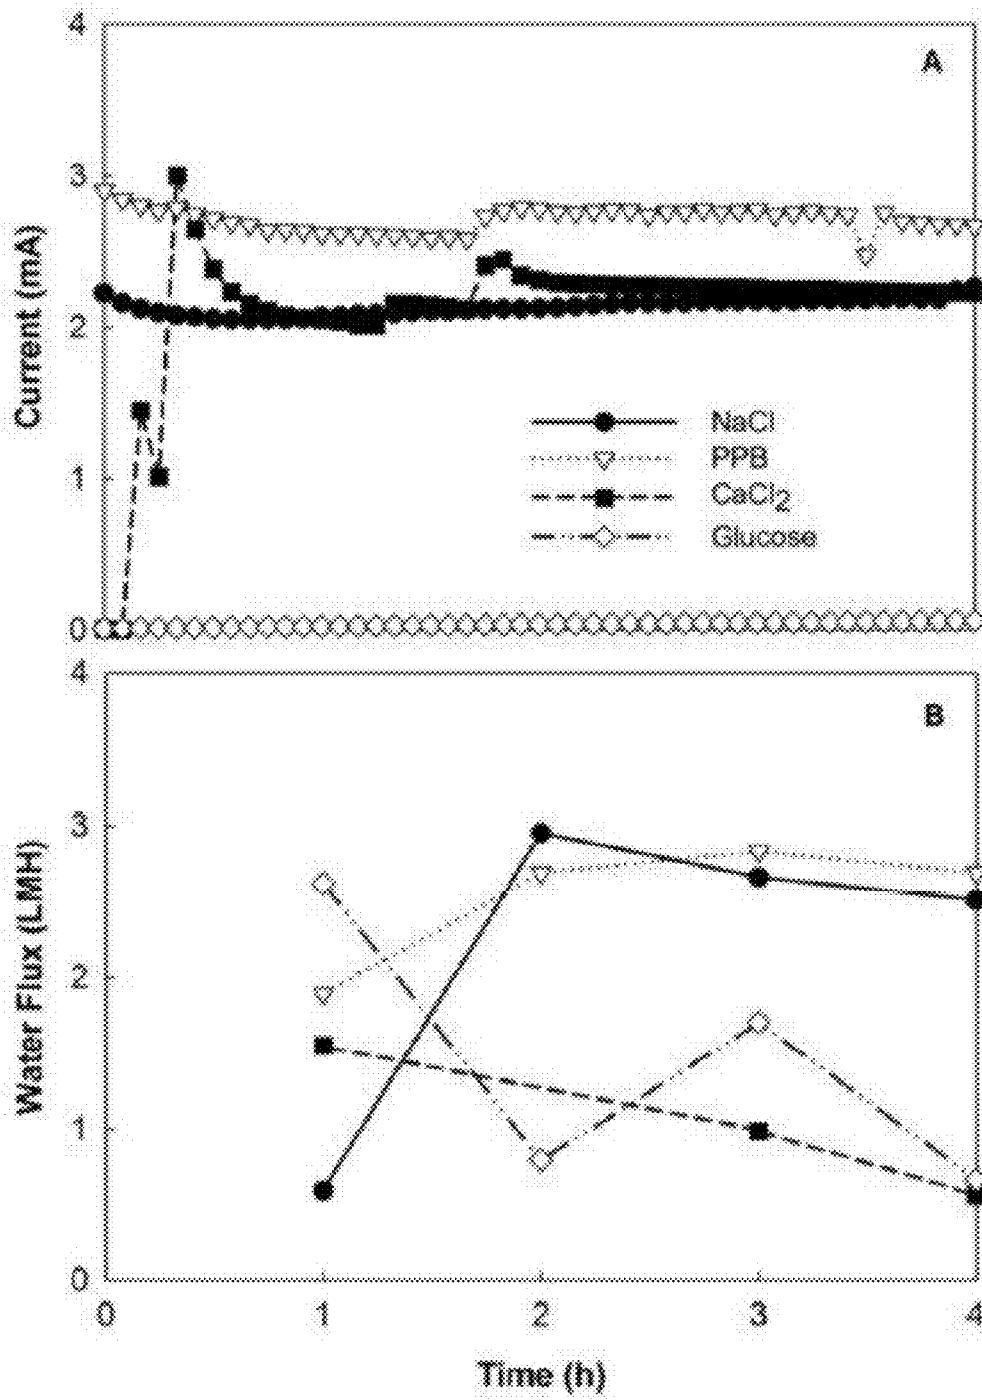 4
A
3
2
1
0
Current (mA)
NaCl
PPB
CaCl2
Glucose
4
B
3
2
1
0
Water Flux (LMH)
0 1 2 3 4
Time (h)